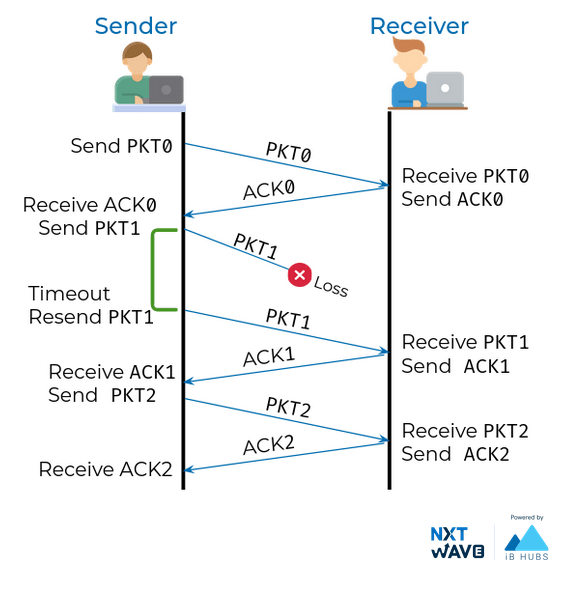 Sender
Receiver
Send PKT0
PKT0
Receive PKT0
Send ACK0
ACK0
Receive ACK0
Send PKT1
PKT1
Loss
Timeout
Resend PKT1
PKT1
Receive PKT1
Send ACK1
ACK1
Receive ACK1
Send PKT2
PKT2
Receive PKT2
Send ACK2
ACK2
Receive ACK2
Powered by
NXT
WAVE
iB HUBS